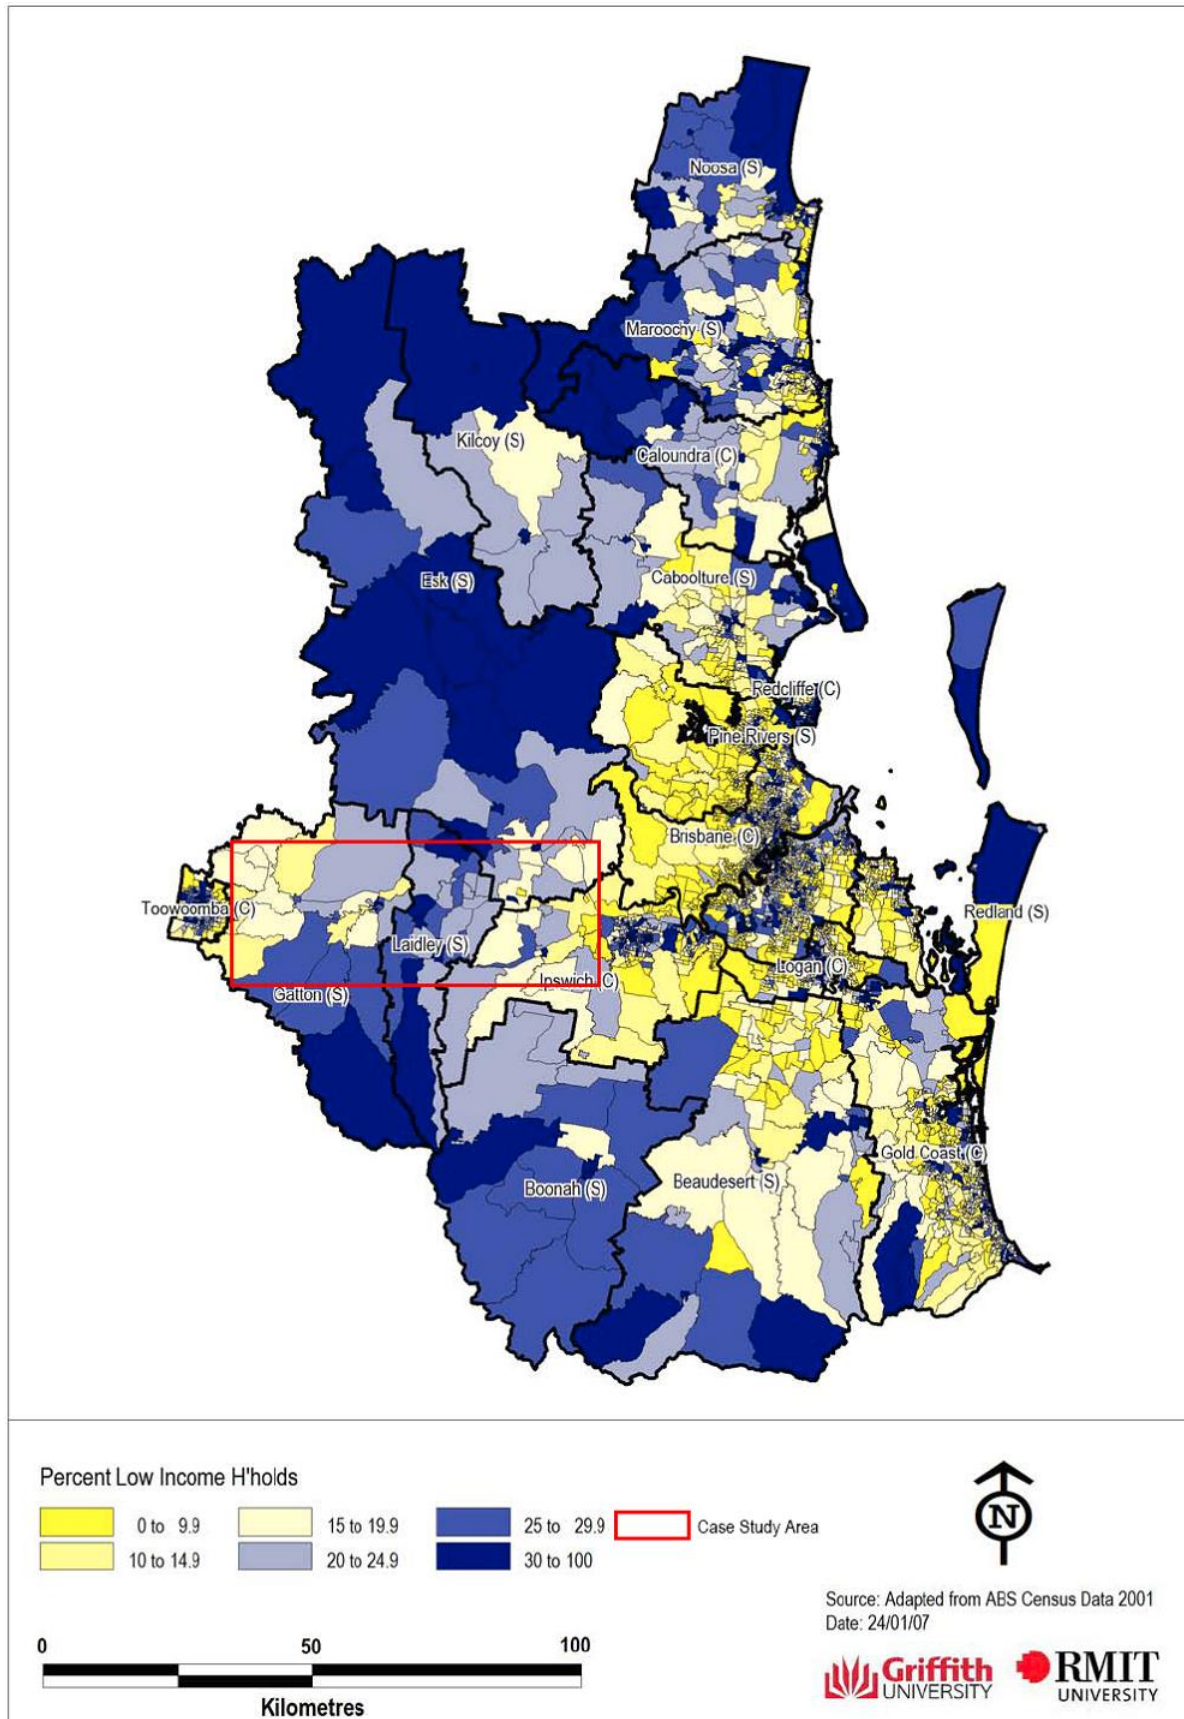 Noosa (S)
Maroochy (S)
Kilcoy (S)
Caloundra (C)
Esk (S)
Caboolture (S)
Redcliffe (C)
Pine Rivers (S)
Brisbane (C)
Toowoomba (C)
Redland (S)
Laidley (S)
Logan (C)
Ipswich (C)
Gatton (S)
Gold Coast (C)
Beaudesert (S)
Boonah (S)
Percent Low Income H'holds
0 to 9.9
15 to 19.9
25 to 29.9
Case Study Area
10 to 14.9
20 to 24.9
30 to 100
N
Source: Adapted from ABS Census Data 2001
Date: 24/01/07
0 50 100
Kilometres
Griffith
UNIVERSITY
RMIT
UNIVERSITY